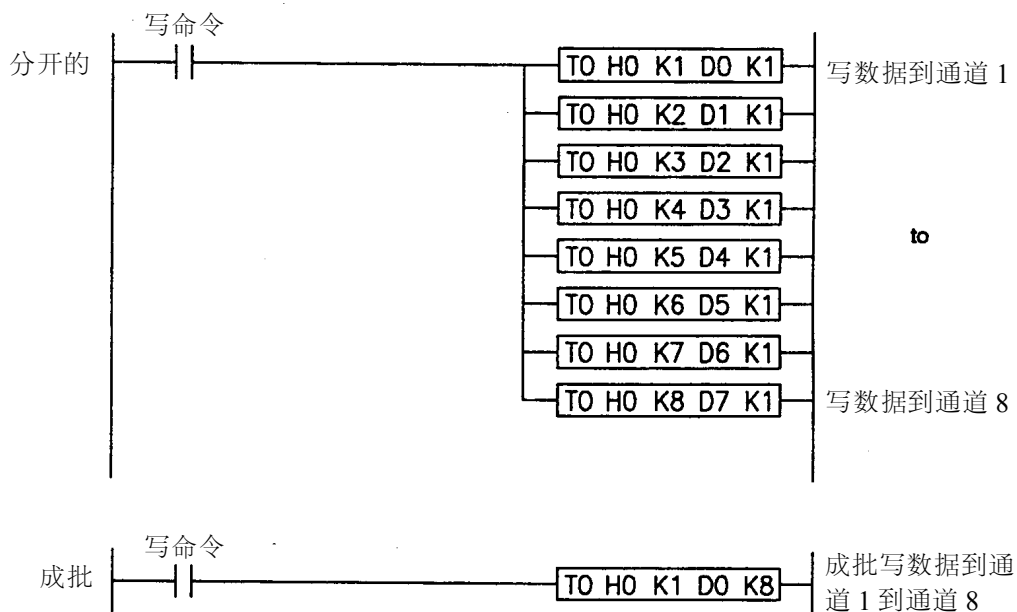 写命令
分开的
TO H0 K1 D0 K1
写数据到通道 1
TO H0 K2 D1 K1
TO H0 K3 D2 K1
TO H0 K4 D3 K1
to
TO H0 K5 D4 K1
TO H0 K6 D5 K1
TO H0 K7 D6 K1
TO H0 K8 D7 K1
写数据到通道 8
写命令
成批
TO H0 K1 D0 K8
成批写数据到通
道 1 到通道 8